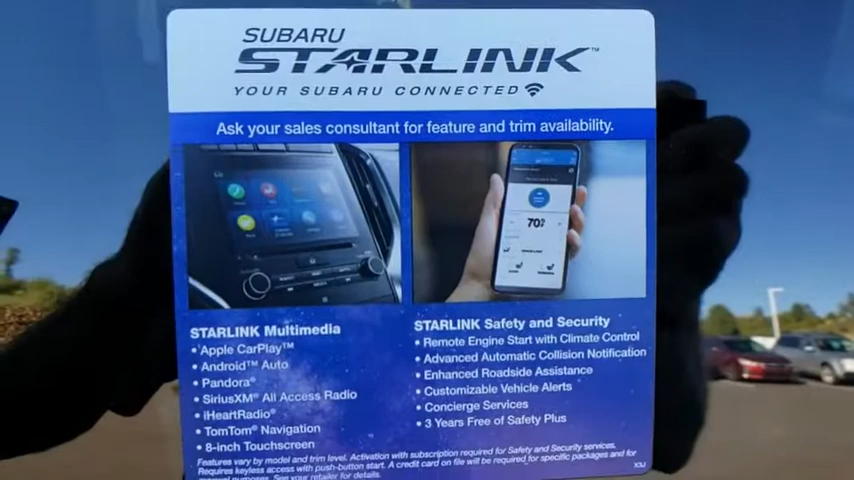 SUBARU
STARLINK™
YOUR SUBARU CONNECTED
Ask your sales consultant for feature and trim availability.
70°
STARLINK Multimedia
• Apple CarPlay™
• Android™ Auto
• Pandora®
• SiriusXM® All Access Radio
• iHeartRadio®
• TomTom® Navigation
• 8-inch Touchscreen
STARLINK Safety and Security
• Remote Engine Start with Climate Control
• Advanced Automatic Collision Notification
• Enhanced Roadside Assistance
• Customizable Vehicle Alerts
• Concierge Services
• 3 Years Free of Safety Plus
Features vary by model and trim level. Activation with subscription required for Safety and Security services.
Requires keyless access with push-button start. A credit card on file will be required for specific packages and for
manual purposes. See your retailer for details.